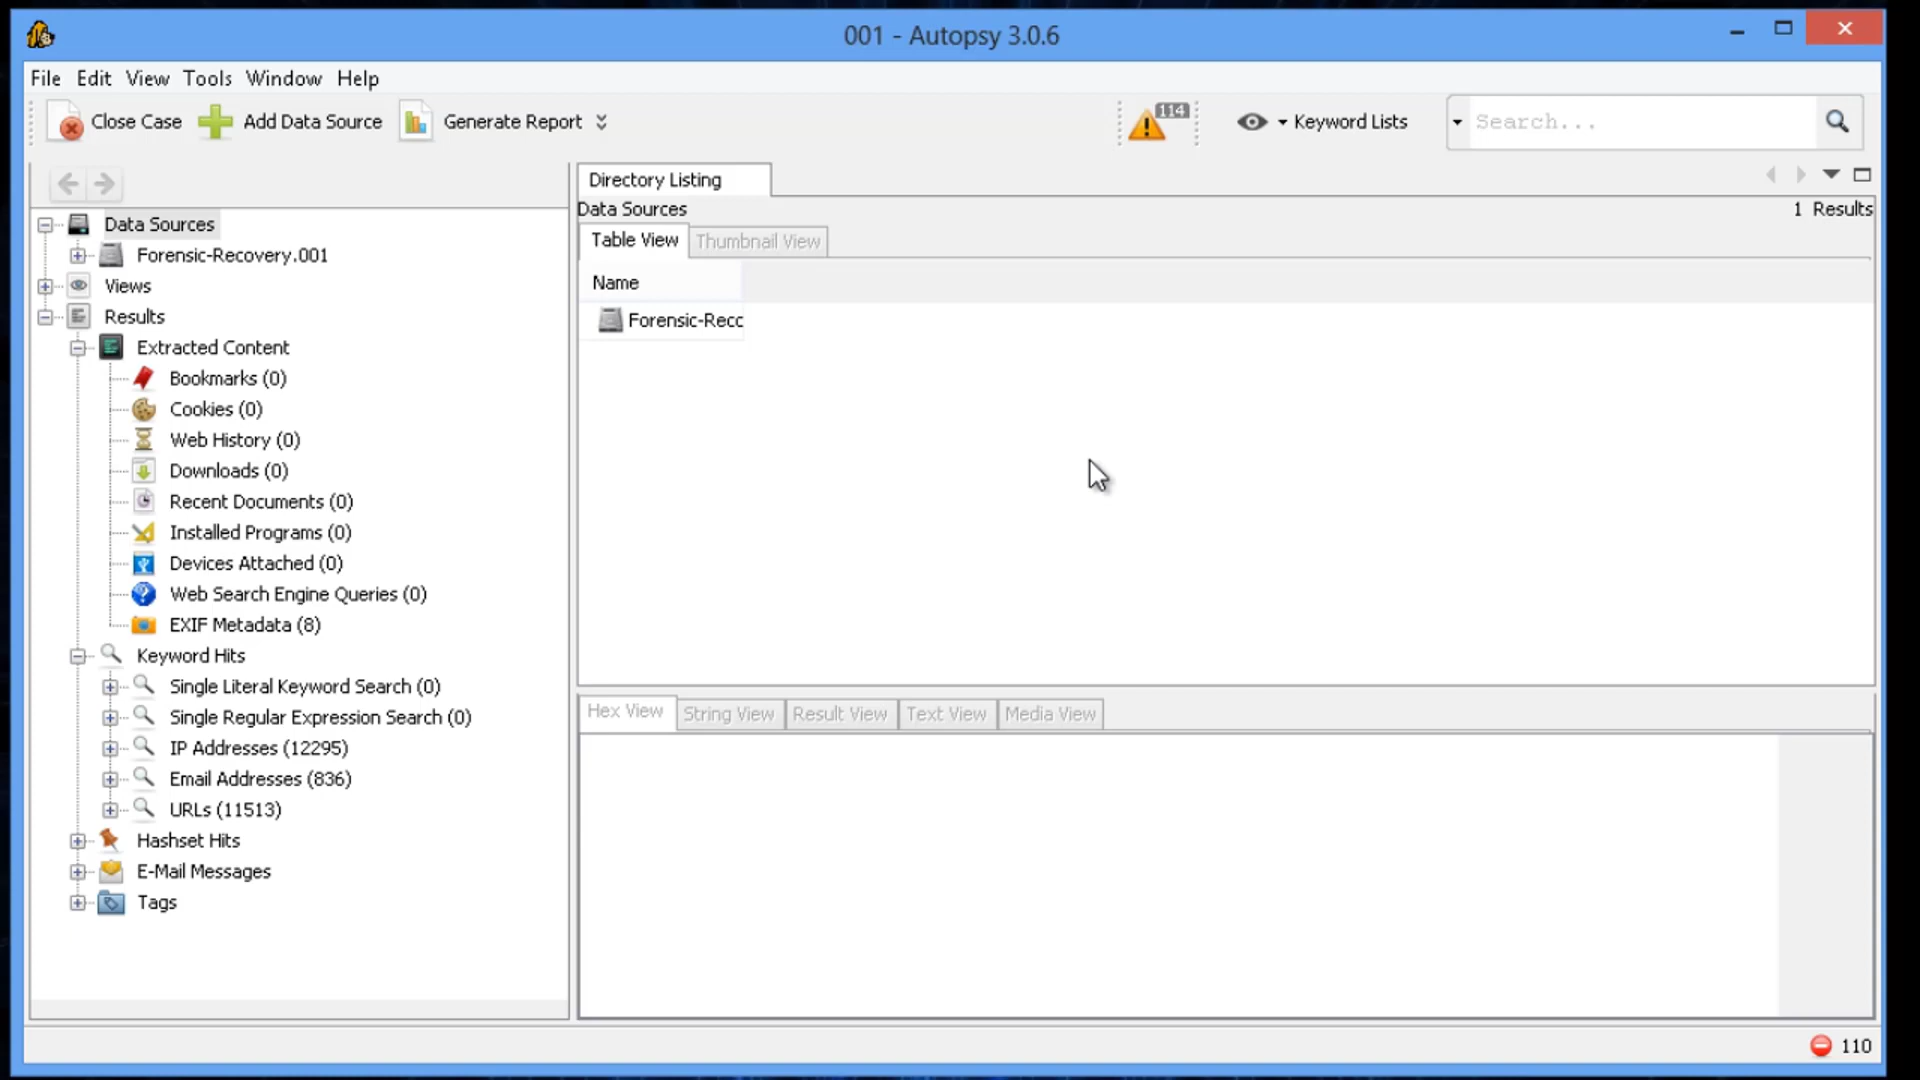 001 - Autopsy 3.0.6
File Edit View Tools Window Help
Close Case Add Data Source Generate Report 114 Keyword Lists Search...
Directory Listing
Data Sources 1 Results
Table View Thumbnail View
Name
Forensic-Recc
Data Sources
Forensic-Recovery.001
Views
Results
Extracted Content
Bookmarks (0)
Cookies (0)
Web History (0)
Downloads (0)
Recent Documents (0)
Installed Programs (0)
Devices Attached (0)
Web Search Engine Queries (0)
EXIF Metadata (8)
Keyword Hits
Single Literal Keyword Search (0)
Single Regular Expression Search (0)
IP Addresses (12295)
Email Addresses (836)
URLs (11513)
Hashset Hits
E-Mail Messages
Tags
Hex View String View Result View Text View Media View
110